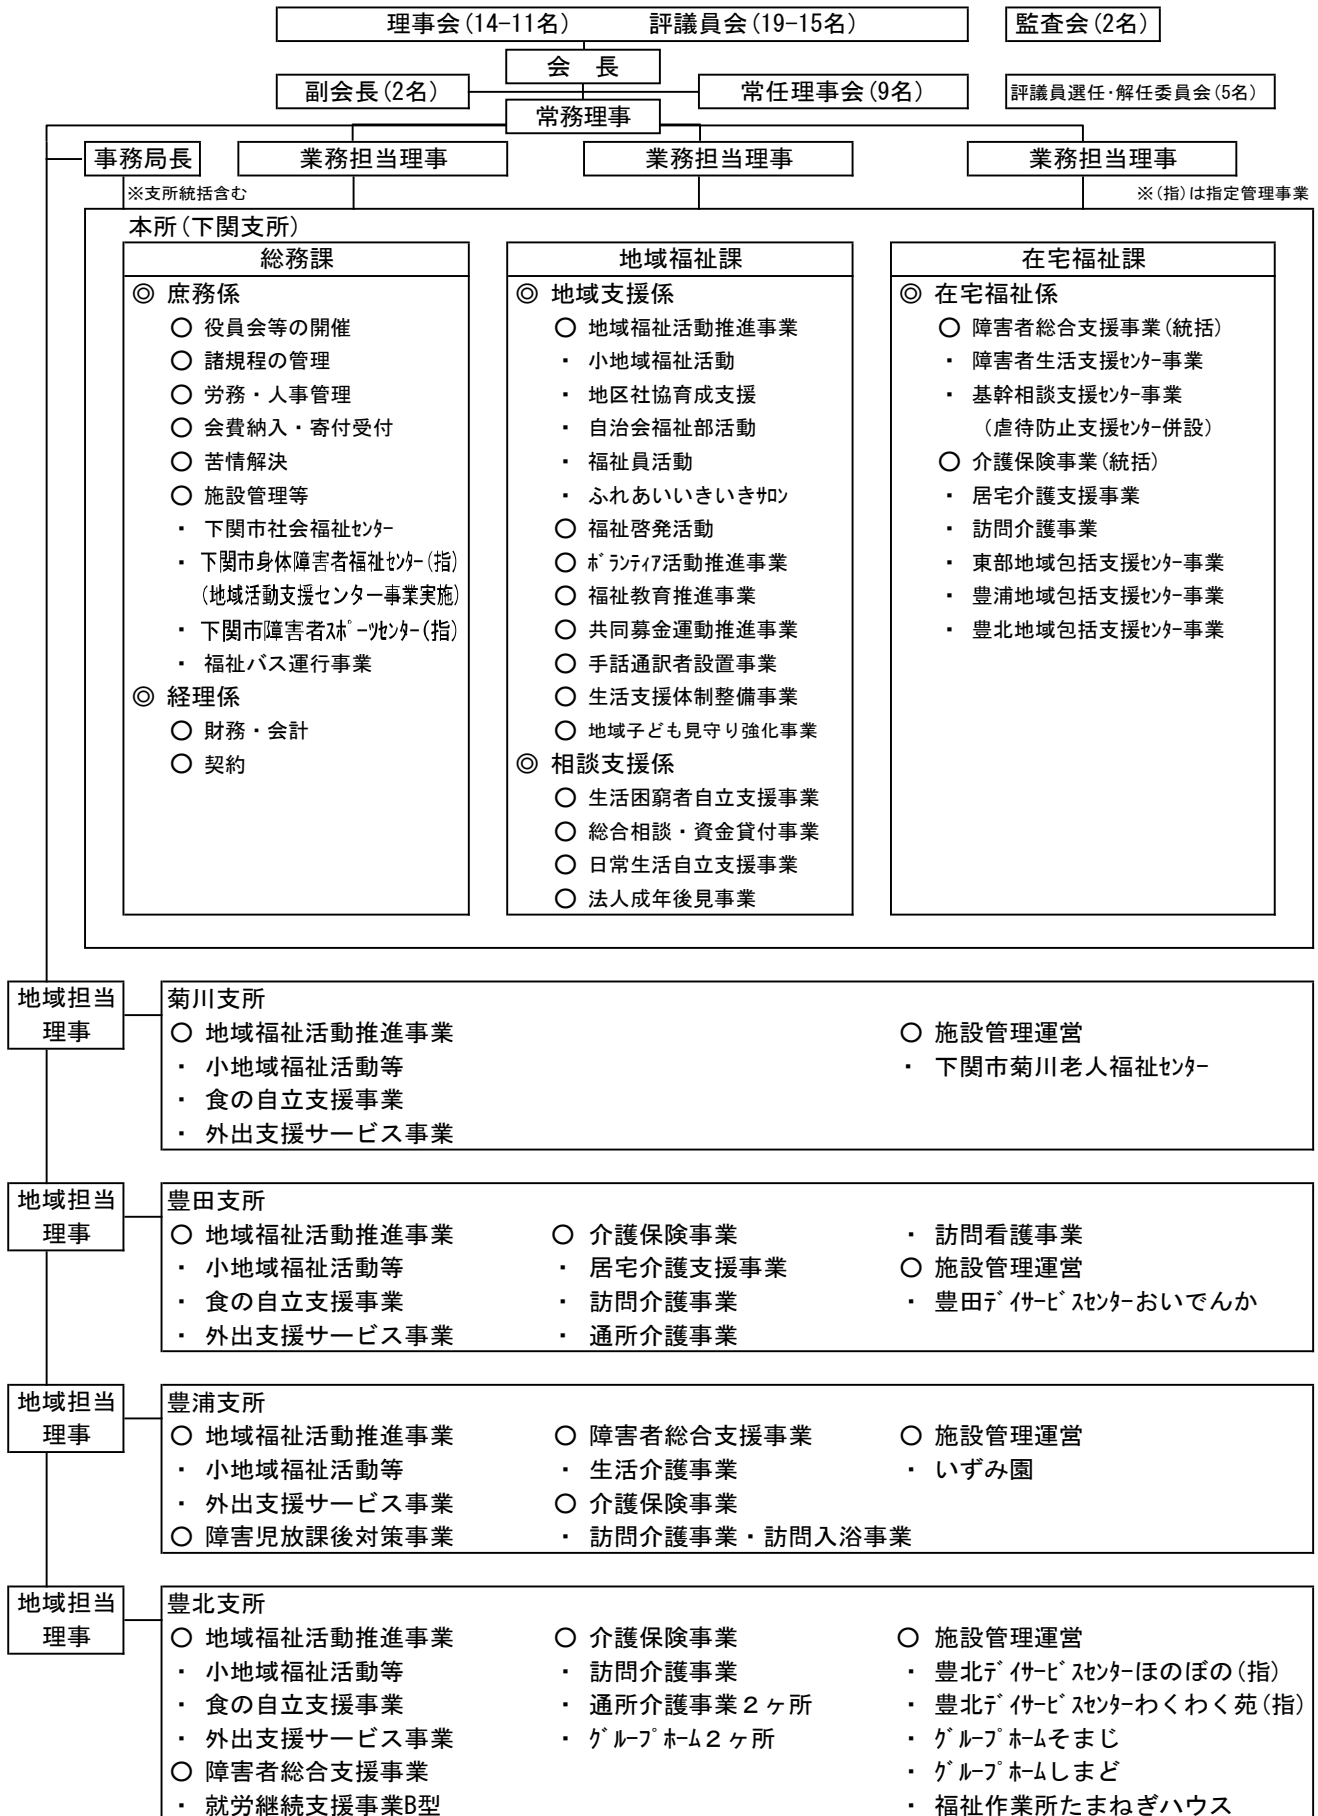 理事会(14-11名)　評議員会(19-15名)
監査会(2名)
会　長
副会長(2名)
常任理事会(9名)
評議員選任･解任委員会(5名)
常務理事
事務局長
業務担当理事
業務担当理事
業務担当理事
※支所統括含む
※(指)は指定管理事業
本所(下関支所)
総務課
◎ 庶務係
〇 役員会等の開催
〇 諸規程の管理
〇 労務・人事管理
〇 会費納入・寄付受付
〇 苦情解決
〇 施設管理等
・ 下関市社会福祉ｾﾝﾀｰ
・ 下関市身体障害者福祉ｾﾝﾀｰ(指)
(地域活動支援センター事業実施)
・ 下関市障害者ｽﾎﾟｰﾂｾﾝﾀｰ(指)
・ 福祉バス運行事業
◎ 経理係
〇 財務・会計
〇 契約
地域福祉課
◎ 地域支援係
〇 地域福祉活動推進事業
・ 小地域福祉活動
・ 地区社協育成支援
・ 自治会福祉部活動
・ 福祉員活動
・ ふれあいいきいきｻﾛﾝ
〇 福祉啓発活動
〇 ﾎﾞﾗﾝﾃｨｱ活動推進事業
〇 福祉教育推進事業
〇 共同募金運動推進事業
〇 手話通訳者設置事業
〇 生活支援体制整備事業
〇 地域子ども見守り強化事業
◎ 相談支援係
〇 生活困窮者自立支援事業
〇 総合相談・資金貸付事業
〇 日常生活自立支援事業
〇 法人成年後見事業
在宅福祉課
◎ 在宅福祉係
〇 障害者総合支援事業(統括)
・ 障害者生活支援ｾﾝﾀｰ事業
・ 基幹相談支援ｾﾝﾀｰ事業
（虐待防止支援ｾﾝﾀｰ併設）
〇 介護保険事業(統括)
・ 居宅介護支援事業
・ 訪問介護事業
・ 東部地域包括支援ｾﾝﾀｰ事業
・ 豊浦地域包括支援ｾﾝﾀｰ事業
・ 豊北地域包括支援ｾﾝﾀｰ事業
地域担当
理事
菊川支所
〇 地域福祉活動推進事業
・ 小地域福祉活動等
・ 食の自立支援事業
・ 外出支援サービス事業
〇 施設管理運営
・ 下関市菊川老人福祉ｾﾝﾀｰ
地域担当
理事
豊田支所
〇 地域福祉活動推進事業
・ 小地域福祉活動等
・ 食の自立支援事業
・ 外出支援サービス事業
〇 介護保険事業
・ 居宅介護支援事業
・ 訪問介護事業
・ 通所介護事業
・ 訪問看護事業
〇 施設管理運営
・ 豊田ﾃﾞｲｻｰﾋﾞｽｾﾝﾀｰおいでんか
地域担当
理事
豊浦支所
〇 地域福祉活動推進事業
・ 小地域福祉活動等
・ 外出支援サービス事業
〇 障害児放課後対策事業
〇 障害者総合支援事業
・ 生活介護事業
〇 介護保険事業
・ 訪問介護事業・訪問入浴事業
〇 施設管理運営
・ いずみ園
地域担当
理事
豊北支所
〇 地域福祉活動推進事業
・ 小地域福祉活動等
・ 食の自立支援事業
・ 外出支援サービス事業
〇 障害者総合支援事業
・ 就労継続支援事業B型
〇 介護保険事業
・ 訪問介護事業
・ 通所介護事業２ヶ所
・ ｸﾞﾙｰﾌﾟﾎｰﾑ２ヶ所
〇 施設管理運営
・ 豊北ﾃﾞｲｻｰﾋﾞｽｾﾝﾀｰほのぼの(指)
・ 豊北ﾃﾞｲｻｰﾋﾞｽｾﾝﾀｰわくわく苑(指)
・ ｸﾞﾙｰﾌﾟﾎｰﾑそまじ
・ ｸﾞﾙｰﾌﾟﾎｰﾑしまど
・ 福祉作業所たまねぎハウス